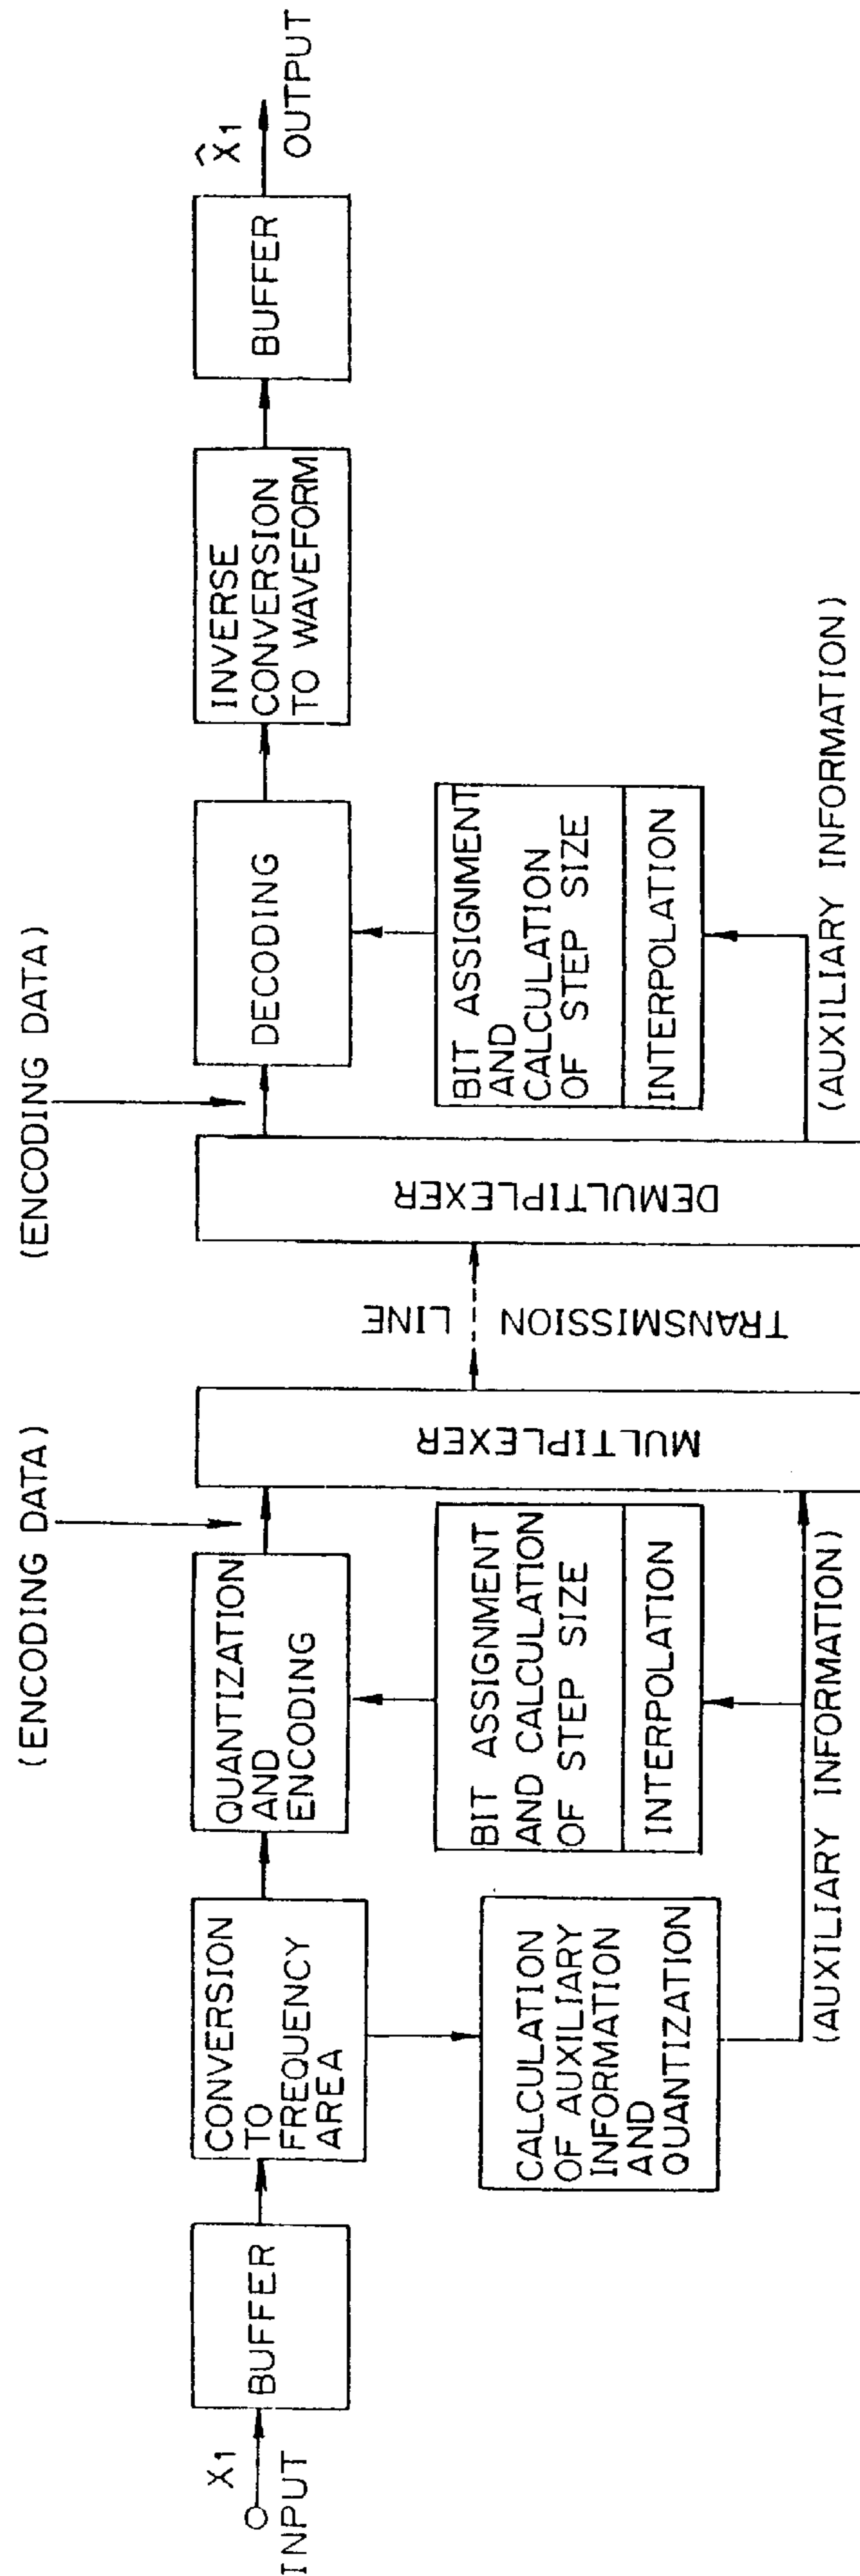 X1
INPUT
BUFFER
CONVERSION
TO
FREQUENCY
AREA
CALCULATION
OF AUXILIARY
INFORMATION
AND
QUANTIZATION
(ENCODING DATA)
QUANTIZATION
AND
ENCODING
BIT ASSIGNMENT
AND CALCULATION
OF STEP SIZE
INTERPOLATION
(AUXILIARY INFORMATION)
MULTIPLEXER
TRANSMISSION
LINE
DEMULTIPLEXER
(ENCODING DATA)
DECODING
BIT ASSIGNMENT
AND
CALCULATION
OF STEP SIZE
INTERPOLATION
(AUXILIARY INFORMATION)
INVERSE
CONVERSION
TO WAVEFORM
BUFFER
X̂1
OUTPUT